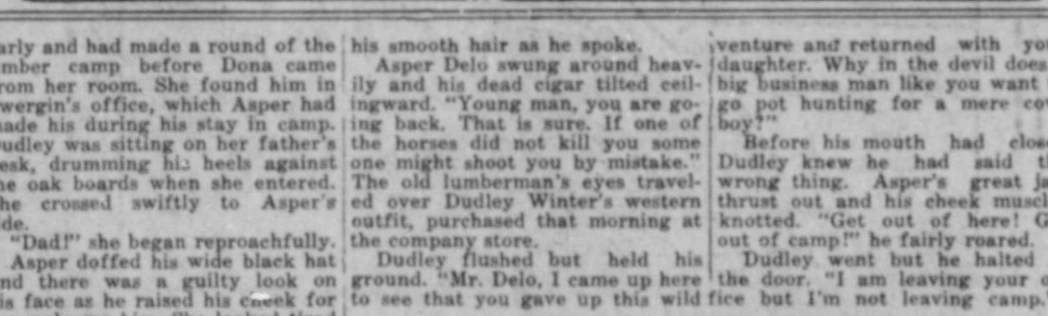 arly and had made a round of the
mber camp before Dona came
rom her room. She found him in
wergin's office, which Asper had
ade his during his stay in camp.
udley was sitting on her father's
esk, drumming his heels against
he oak boards when she entered.
he crossed swiftly to Asper's
ide.
"Dad!" she began reproachfully.
Asper doffed his wide black hat
nd there was a guilty look on
is face as he raised his cheek for
his smooth hair as he spoke.
Asper Delo swung around heav-
ily and his dead cigar tilted ceil-
ingward. "Young man, you are go-
ing back. That is sure. If one of
the horses did not kill you some
one might shoot you by mistake."
The old lumberman's eyes travel-
ed over Dudley Winter's western
outfit, purchased that morning at
the company store.
Dudley flushed but held his
ground. "Mr. Delo, I came up here
to see that you gave up this wild
venture and returned with you
daughter. Why in the devil does
big business man like you want
go pot hunting for a mere cow
boy?"
Before his mouth had close
Dudley knew he had said th
wrong thing. Asper's great ja
thrust out and his cheek muscl
knotted. "Get out of here! G
out of camp!" he fairly roared.
Dudley went but he halted
the door. "I am leaving your o
fice but I'm not leaving camp."